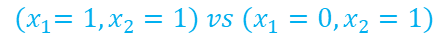 (x₁= 1, x₂ = 1) vs (x₁ = 0, x₂ = 1)